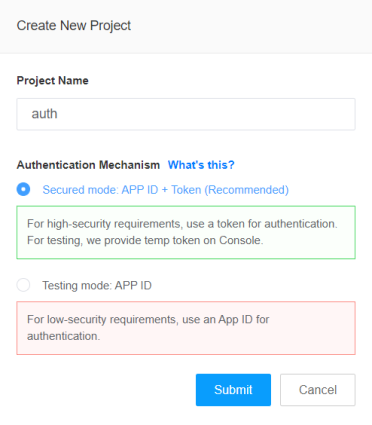 Create New Project
Project Name
auth
Authentication Mechanism What's this?
Secured mode: APP ID + Token (Recommended)
For high-security requirements, use a token for authentication.
For testing, we provide temp token on Console.
Testing mode: APP ID
For low-security requirements, use an App ID for
authentication.
Submit Cancel